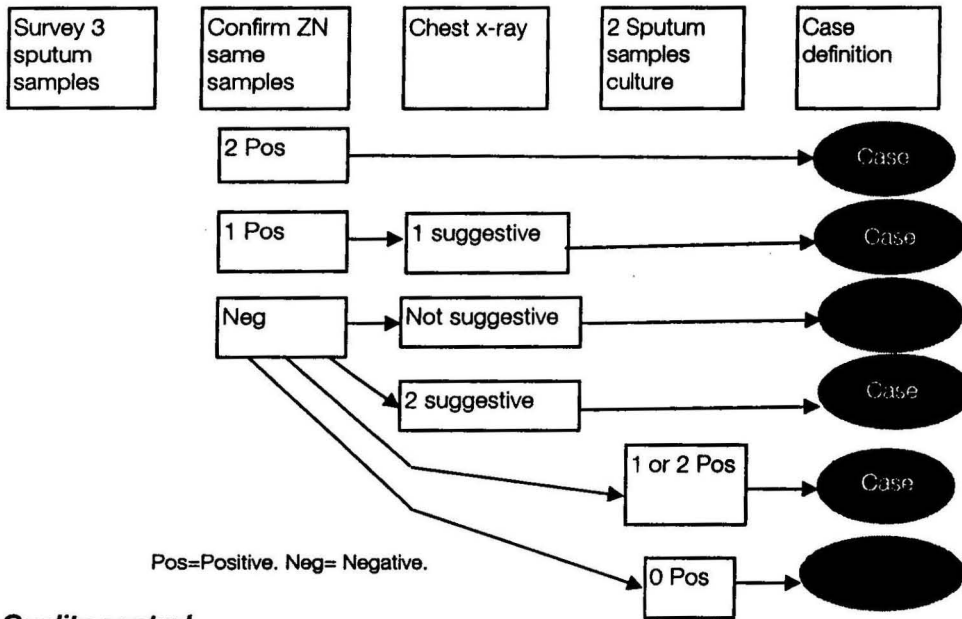 Survey 3
sputum
samples
Confirm ZN
same
samples
Chest x-ray
2 Sputum
samples
culture
Case
definition
2 Pos
Case
1 Pos
1 suggestive
Case
Neg
Not suggestive
2 suggestive
Case
1 or 2 Pos
Case
Pos=Positive. Neg= Negative.
0 Pos